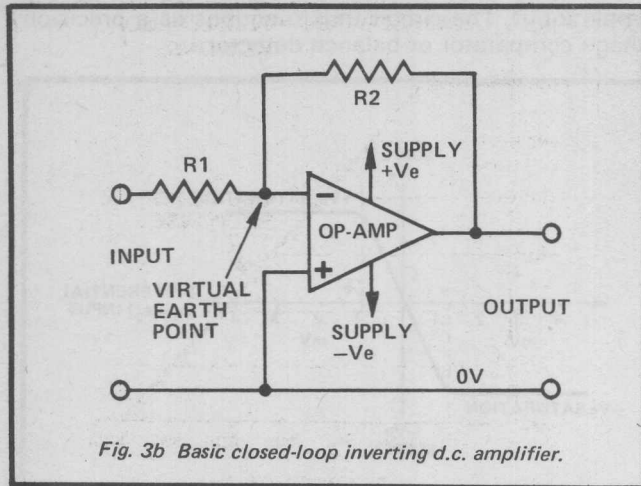 R2
SUPPLY
+Ve
R1
−
OP-AMP
+
INPUT
VIRTUAL
EARTH
POINT
SUPPLY
−Ve
OUTPUT
0V
Fig. 3b Basic closed-loop inverting d.c. amplifier.